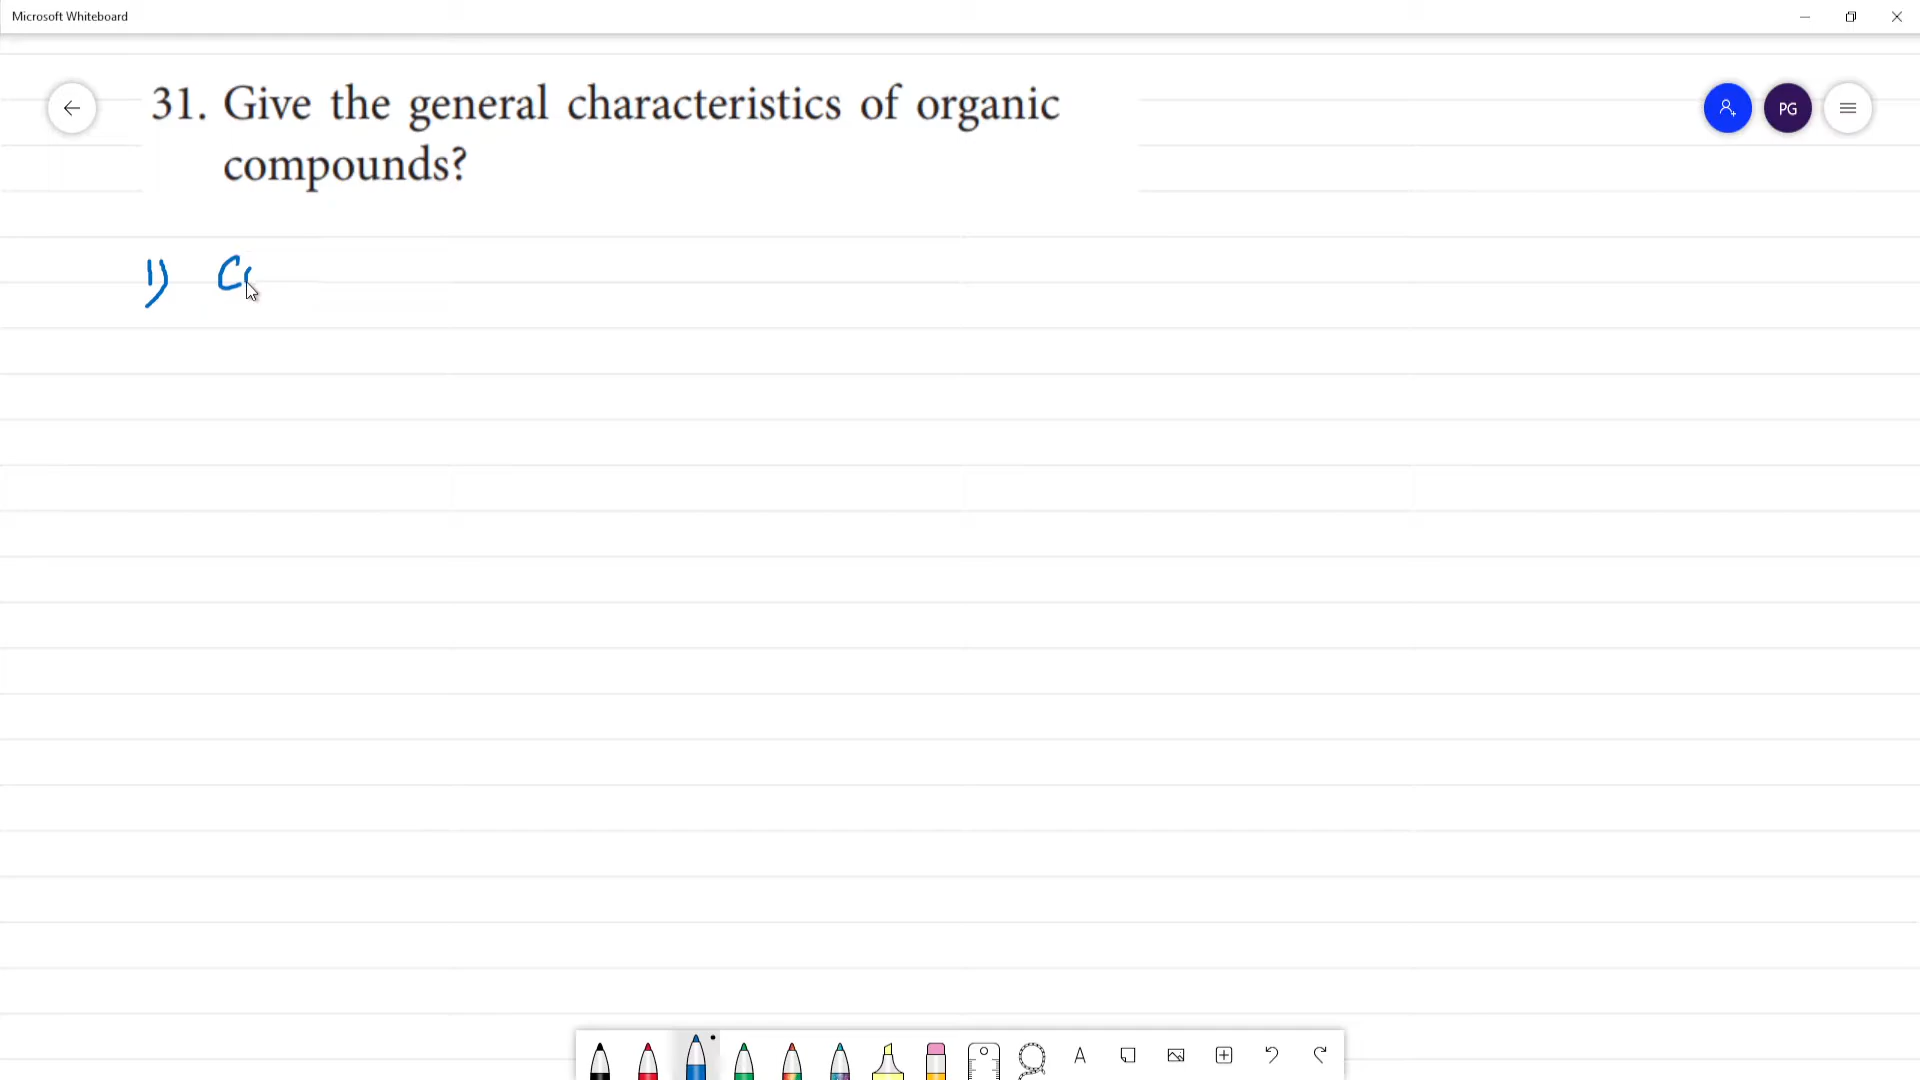 Microsoft Whiteboard
31. Give the general characteristics of organic
compounds?
PG
1) C
A